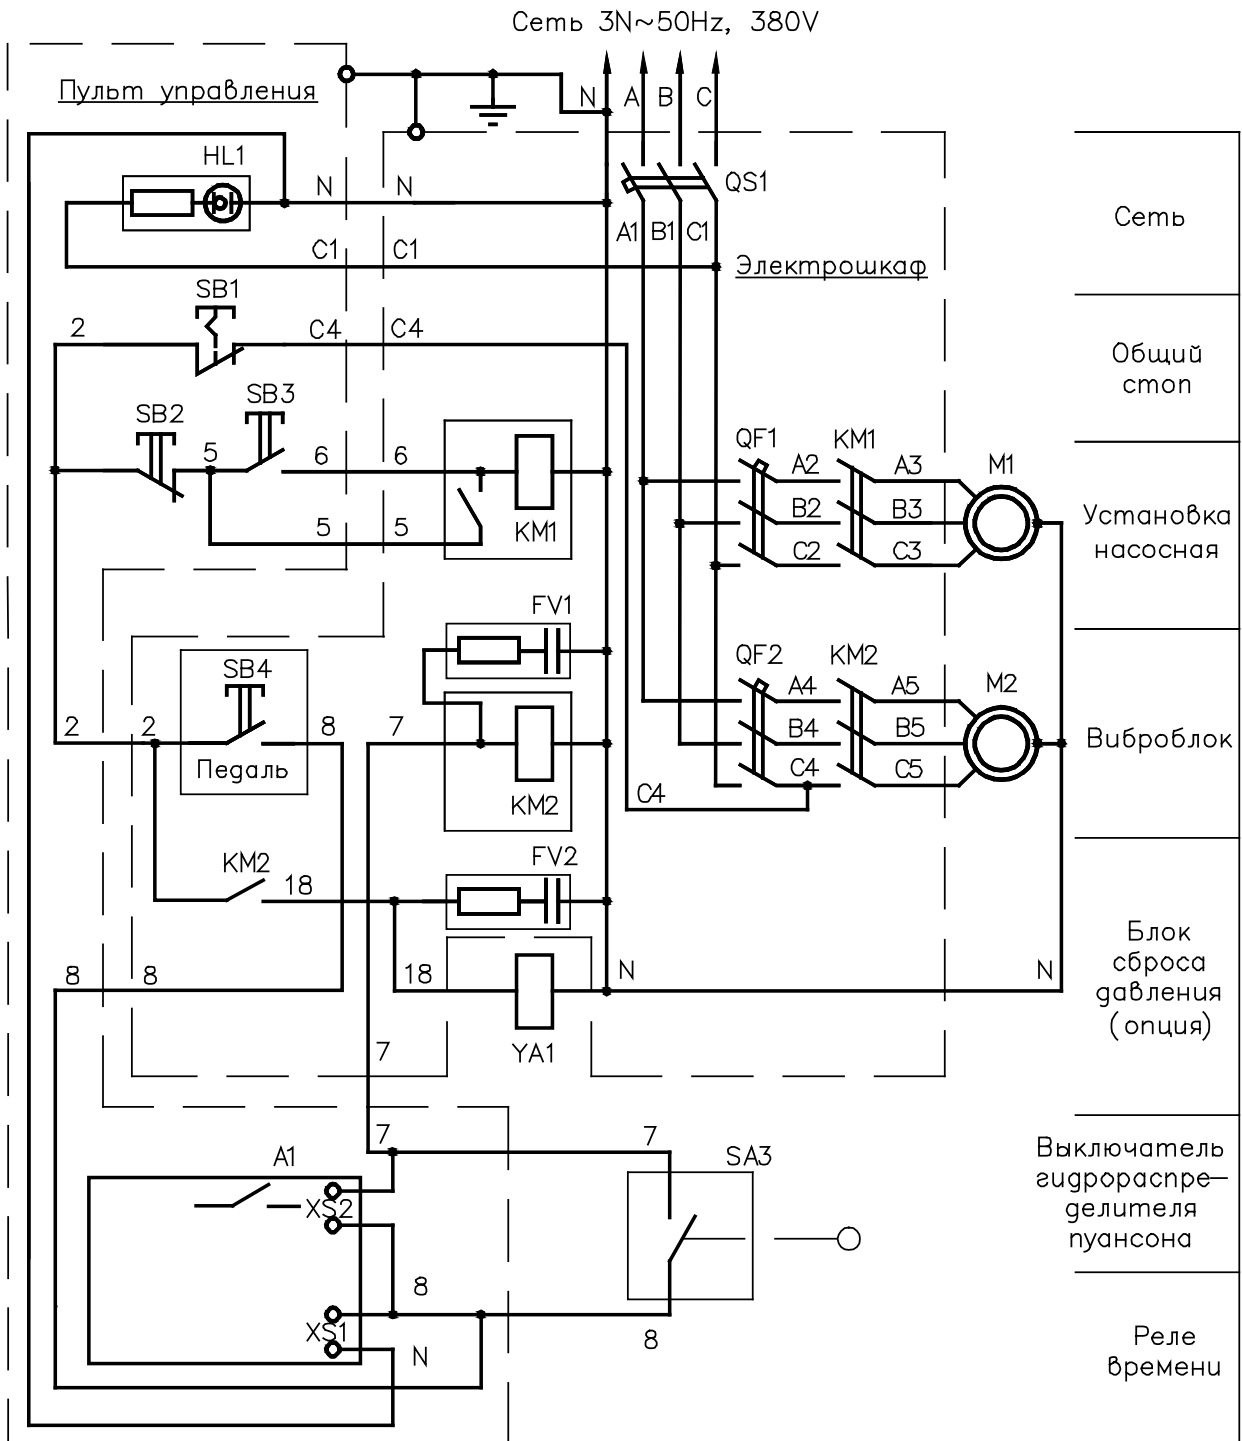 Сеть 3N~50Hz, 380V
Пульт управления
N A B C
HL1
QS1
N N
A1 B1 C1
C1 C1
Электрошкаф
Сеть
SB1
2 C4 C4
Общий
стоп
SB3
SB2
5 6 6
QF1 KM1
A2 A3 M1
B2 B3
C2 C3
5 5 KM1
Установка
насосная
FV1
SB4
QF2 KM2
A4 A5 M2
2 2 8 7
B4 B5
Педаль
C4 C5
C4
KM2
Виброблок
KM2
FV2
18
8 8 18 N N
YA1
Блок
сброса
давления
(опция)
7
7 7
A1
SA3
XS2
Выключатель
гидрораспре-
делителя
пуансона
8
XS1
N
8
Реле
времени